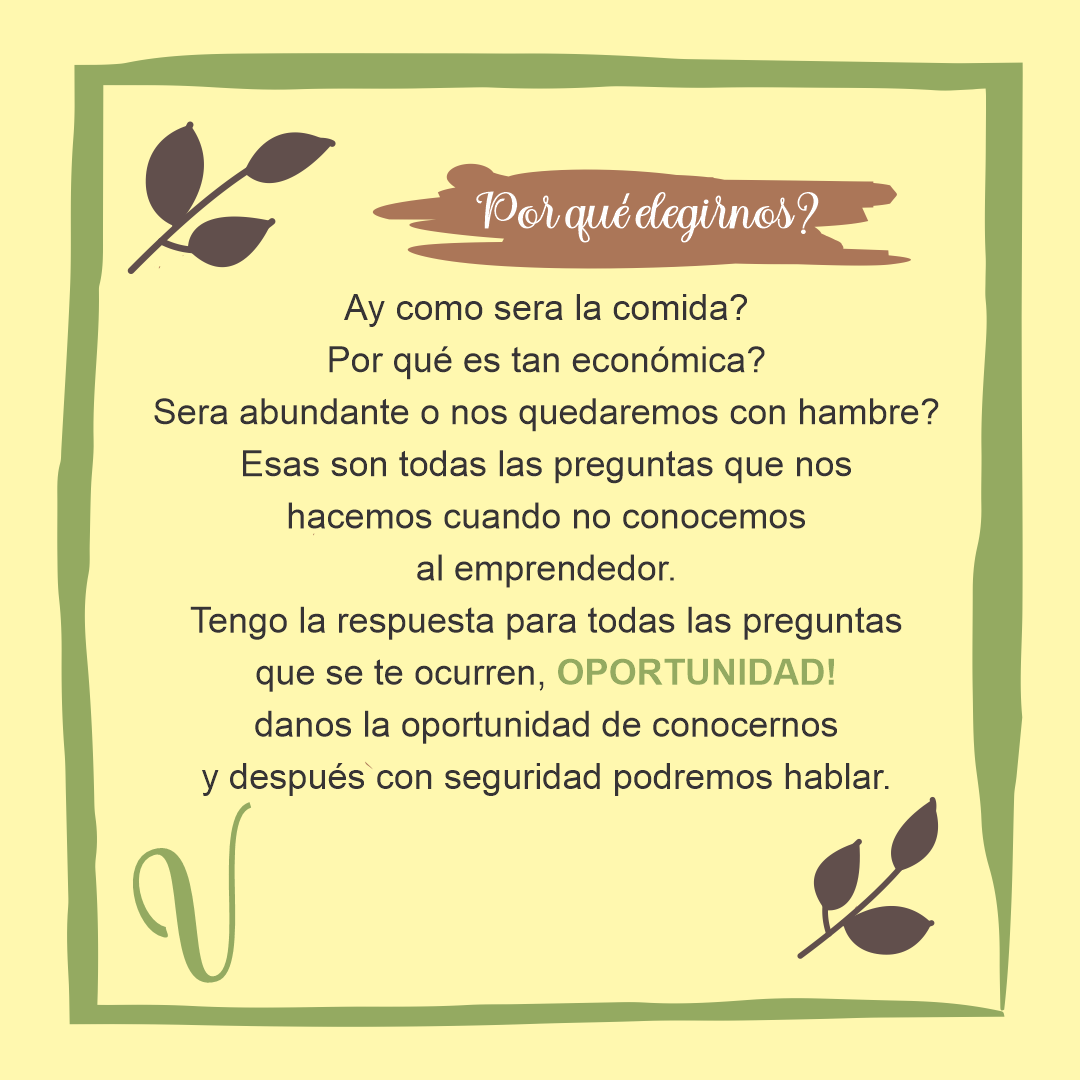 Por qué elegirnos?
Ay como sera la comida?
Por qué es tan económica?
Sera abundante o nos quedaremos con hambre?
Esas son todas las preguntas que nos
hacemos cuando no conocemos
al emprendedor.
Tengo la respuesta para todas las preguntas
que se te ocurren, OPORTUNIDAD!
danos la oportunidad de conocernos
y después con seguridad podremos hablar.
V